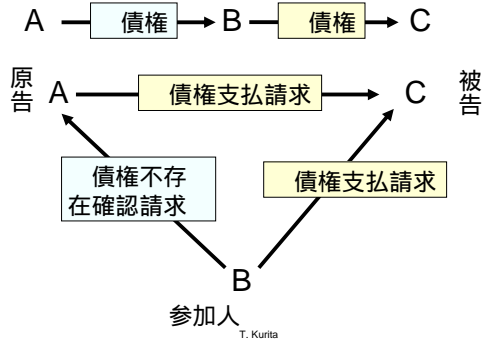 A 債権 B 債権 C
原告 A 債権支払請求 C 被告
債権不存
在確認請求
債権支払請求
B
参加人
T. Kurita